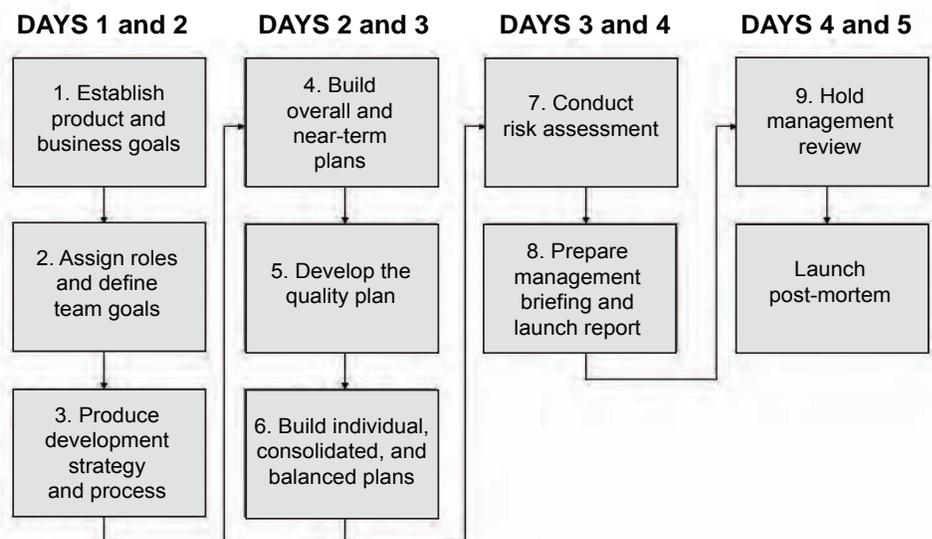 DAYS 1 and 2
1. Establish
product and
business goals
2. Assign roles
and define
team goals
3. Produce
development
strategy
and process
DAYS 2 and 3
4. Build
overall and
near-term
plans
5. Develop the
quality plan
6. Build individual,
consolidated, and
balanced plans
DAYS 3 and 4
7. Conduct
risk assessment
8. Prepare
management
briefing and
launch report
DAYS 4 and 5
9. Hold
management
review
Launch
post-mortem